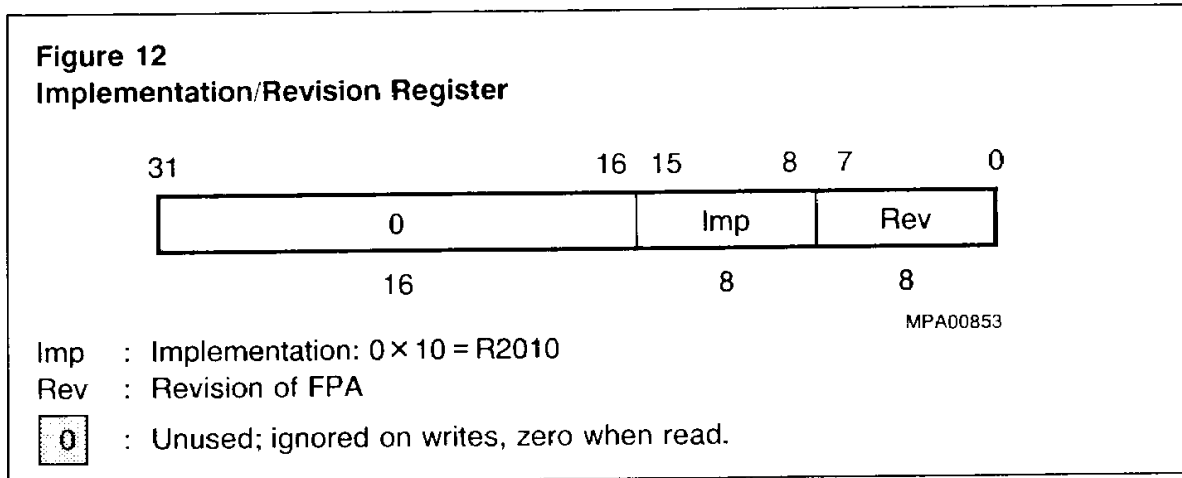 Figure 12
Implementation/Revision Register
31 16 15 8 7 0
0 Imp Rev
16 8 8
MPA00853
Imp : Implementation: 0×10 = R2010
Rev : Revision of FPA
0 : Unused; ignored on writes, zero when read.